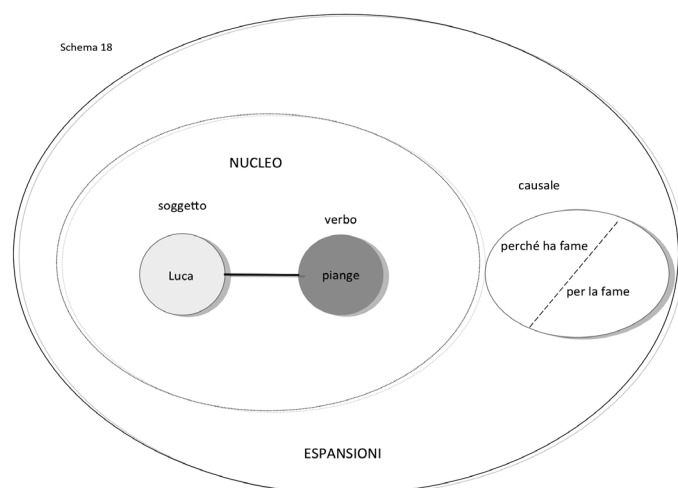 Schema 18
NUCLEO
causale
soggetto
verbo
perché ha fame
Luca
piange
per la fame
ESPANSIONI